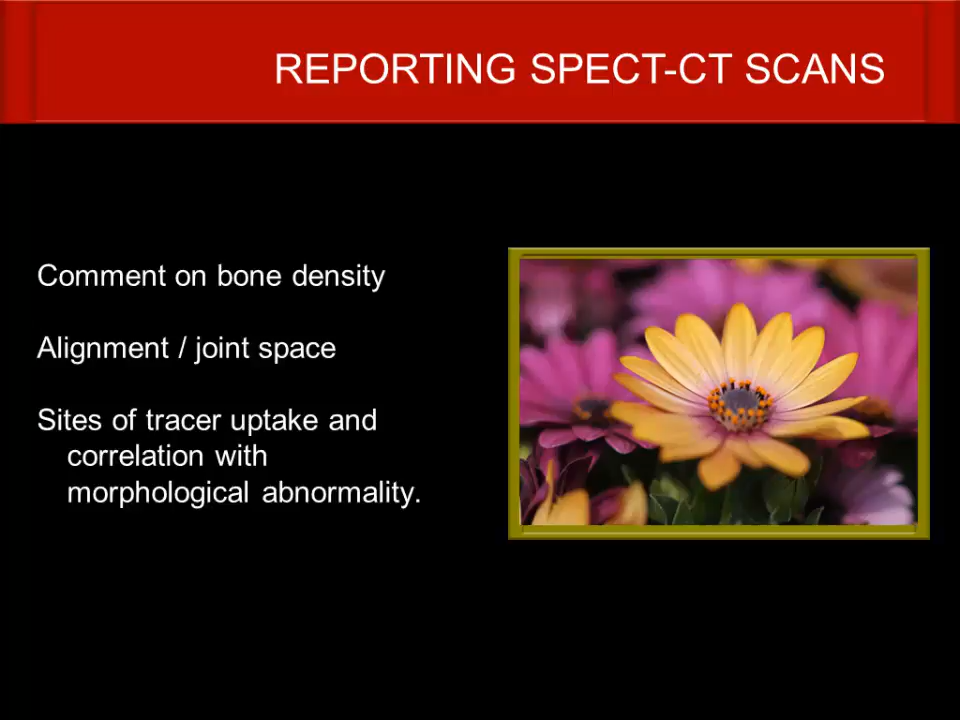 REPORTING SPECT-CT SCANS
Comment on bone density
Alignment / joint space
Sites of tracer uptake and
correlation with
morphological abnormality.